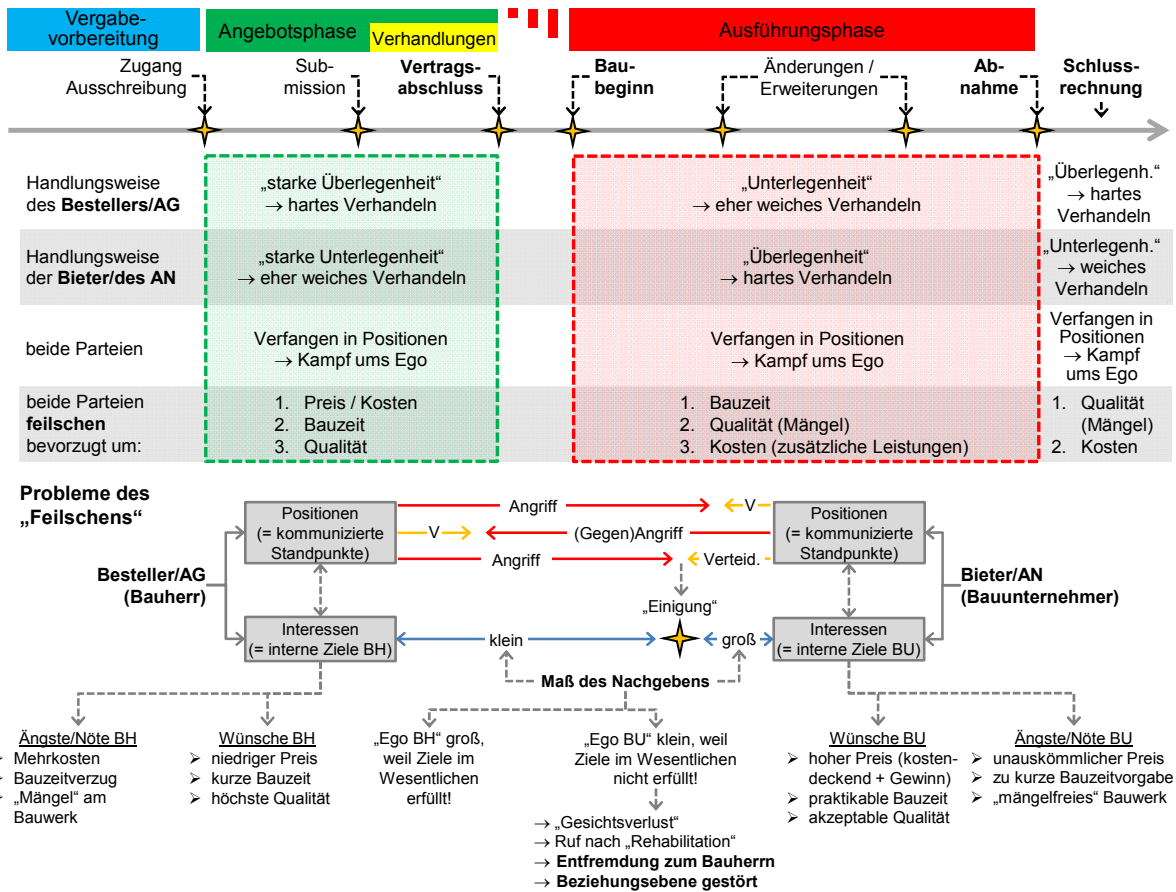 Vergabe-
vorbereitung
Angebotsphase
Verhandlungen
Ausführungsphase
Zugang
Ausschreibung
Sub-
mission
Vertrags-
abschluss
Bau-
beginn
Änderungen /
Erweiterungen
Ab-
nahme
Schluss-
rechnung
Handlungsweise
des Bestellers/AG
„starke Überlegenheit“
→ hartes Verhandeln
„Unterlegenheit“
→ eher weiches Verhandeln
„Überlegenh.“
→ hartes
Verhandeln
Handlungsweise
der Bieter/des AN
„starke Unterlegenheit“
→ eher weiches Verhandeln
„Überlegenheit“
→ hartes Verhandeln
„Unterlegenh.“
→ weiches
Verhandeln
beide Parteien
Verfangen in Positionen
→ Kampf ums Ego
Verfangen in Positionen
→ Kampf ums Ego
Verfangen in
Positionen
→ Kampf
ums Ego
beide Parteien
feilschen
bevorzugt um:
1. Preis / Kosten
2. Bauzeit
3. Qualität
1. Bauzeit
2. Qualität (Mängel)
3. Kosten (zusätzliche Leistungen)
1. Qualität
(Mängel)
2. Kosten
Probleme des
„Feilschens“
Positionen
(= kommunizierte
Standpunkte)
Angriff
V
V
(Gegen)Angriff
Angriff
Verteid.
Positionen
(= kommunizierte
Standpunkte)
Besteller/AG
(Bauherr)
Bieter/AN
(Bauunternehmer)
„Einigung“
Interessen
(= interne Ziele BH)
klein
groß
Interessen
(= interne Ziele BU)
Maß des Nachgebens
Ängste/Nöte BH
➢ Mehrkosten
➢ Bauzeitverzug
➢ „Mängel“ am
Bauwerk
Wünsche BH
➢ niedriger Preis
➢ kurze Bauzeit
➢ höchste Qualität
„Ego BH“ groß,
weil Ziele im
Wesentlichen
erfüllt!
„Ego BU“ klein, weil
Ziele im Wesentlichen
nicht erfüllt!
→ „Gesichtsverlust“
→ Ruf nach „Rehabilitation“
→ Entfremdung zum Bauherrn
→ Beziehungsebene gestört
Wünsche BU
➢ hoher Preis (kosten-
deckend + Gewinn)
➢ praktikable Bauzeit
➢ akzeptable Qualität
Ängste/Nöte BU
➢ unauskömmlicher Preis
➢ zu kurze Bauzeitvorgabe
➢ „mängelfreies“ Bauwerk